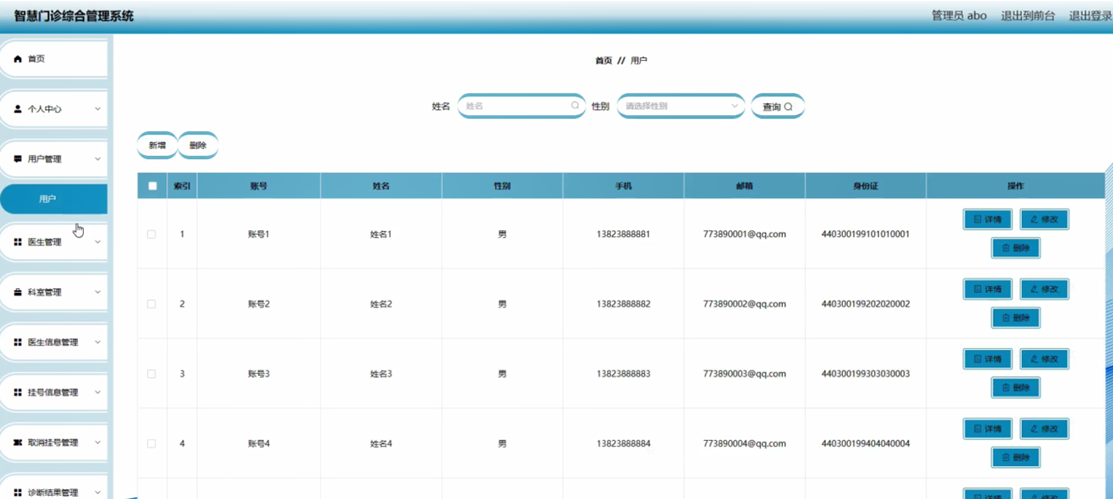 智慧门诊综合管理系统
管理员 abo 退出到前台 退出登录
首页
个人中心
用户管理
用户
医生管理
科室管理
医生信息管理
挂号信息管理
取消挂号管理
诊断结果管理
首页 // 用户
姓名 姓名 性别 请选择性别 查询
新增 删除
索引 账号 姓名 性别 手机 邮箱 身份证 操作
1 账号1 姓名1 男 13823888881 773890001@qq.com 440300199101010001 详情 修改
删除
2 账号2 姓名2 男 13823888882 773890002@qq.com 440300199202020002 详情 修改
删除
3 账号3 姓名3 男 13823888883 773890003@qq.com 440300199303030003 详情 修改
删除
4 账号4 姓名4 男 13823888884 773890004@qq.com 440300199404040004 详情 修改
删除
详情 修改